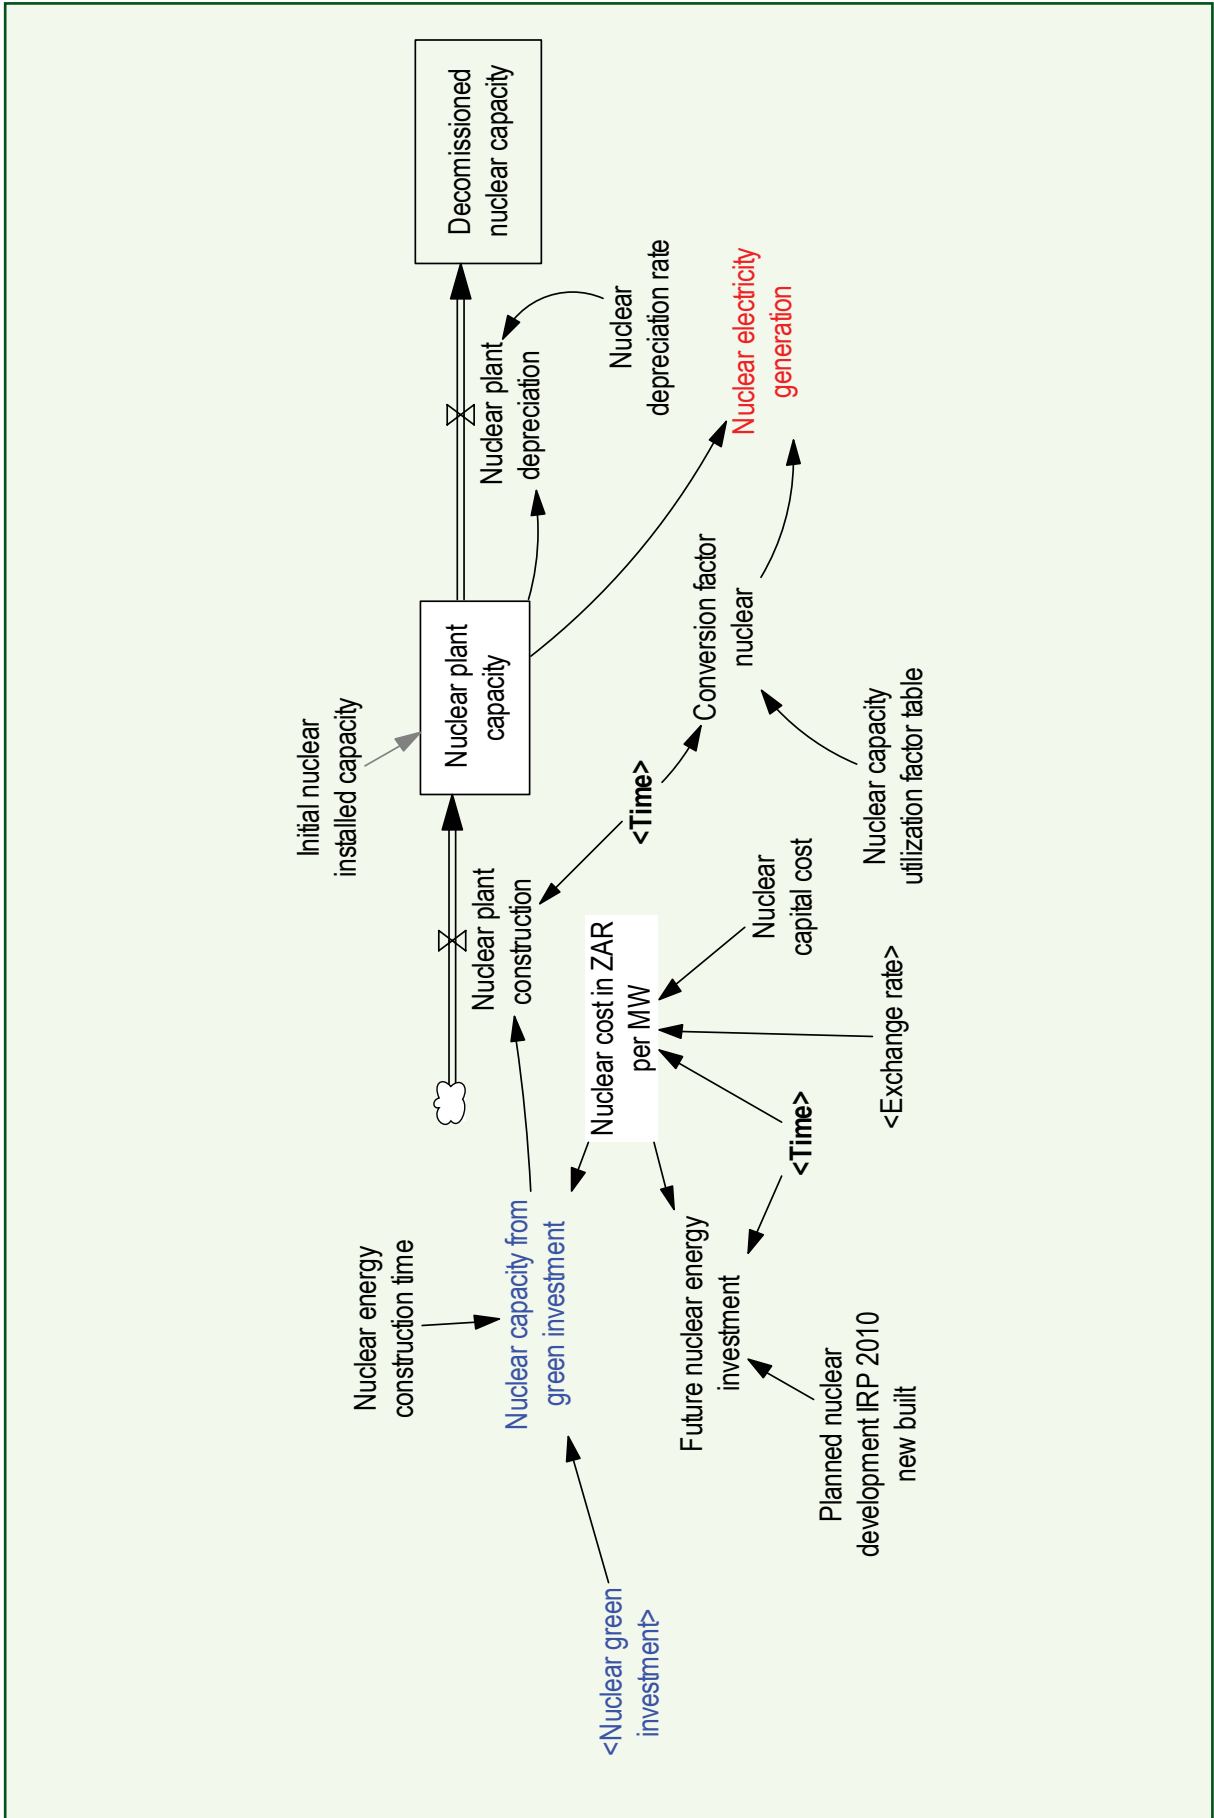 Initial nuclear
installed capacity
Nuclear energy
construction time
Nuclear plant
capacity
Decomissioned
nuclear capacity
Nuclear plant
construction
Nuclear plant
depreciation
Nuclear capacity from
green investment
Nuclear cost in ZAR
per MW
<Time>
Nuclear
depreciation rate
<Nuclear green
investment>
Future nuclear energy
investment
Conversion factor
nuclear
Nuclear electricity
generation
Nuclear
capital cost
<Time>
Planned nuclear
development IRP 2010
new built
<Exchange rate>
Nuclear capacity
utilization factor table